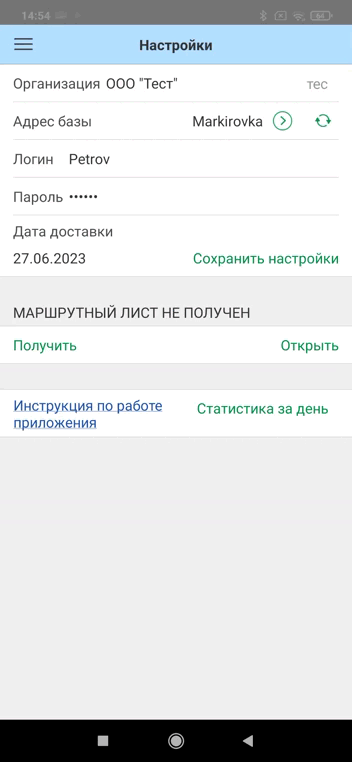 14:54
Настройки
Организация ООО "Тест" тес
Адрес базы Markirovka
Логин Petrov
Пароль ••••••
Дата доставки
27.06.2023 Сохранить настройки
МАРШРУТНЫЙ ЛИСТ НЕ ПОЛУЧЕН
Получить Открыть
Инструкция по работе
приложения
Статистика за день